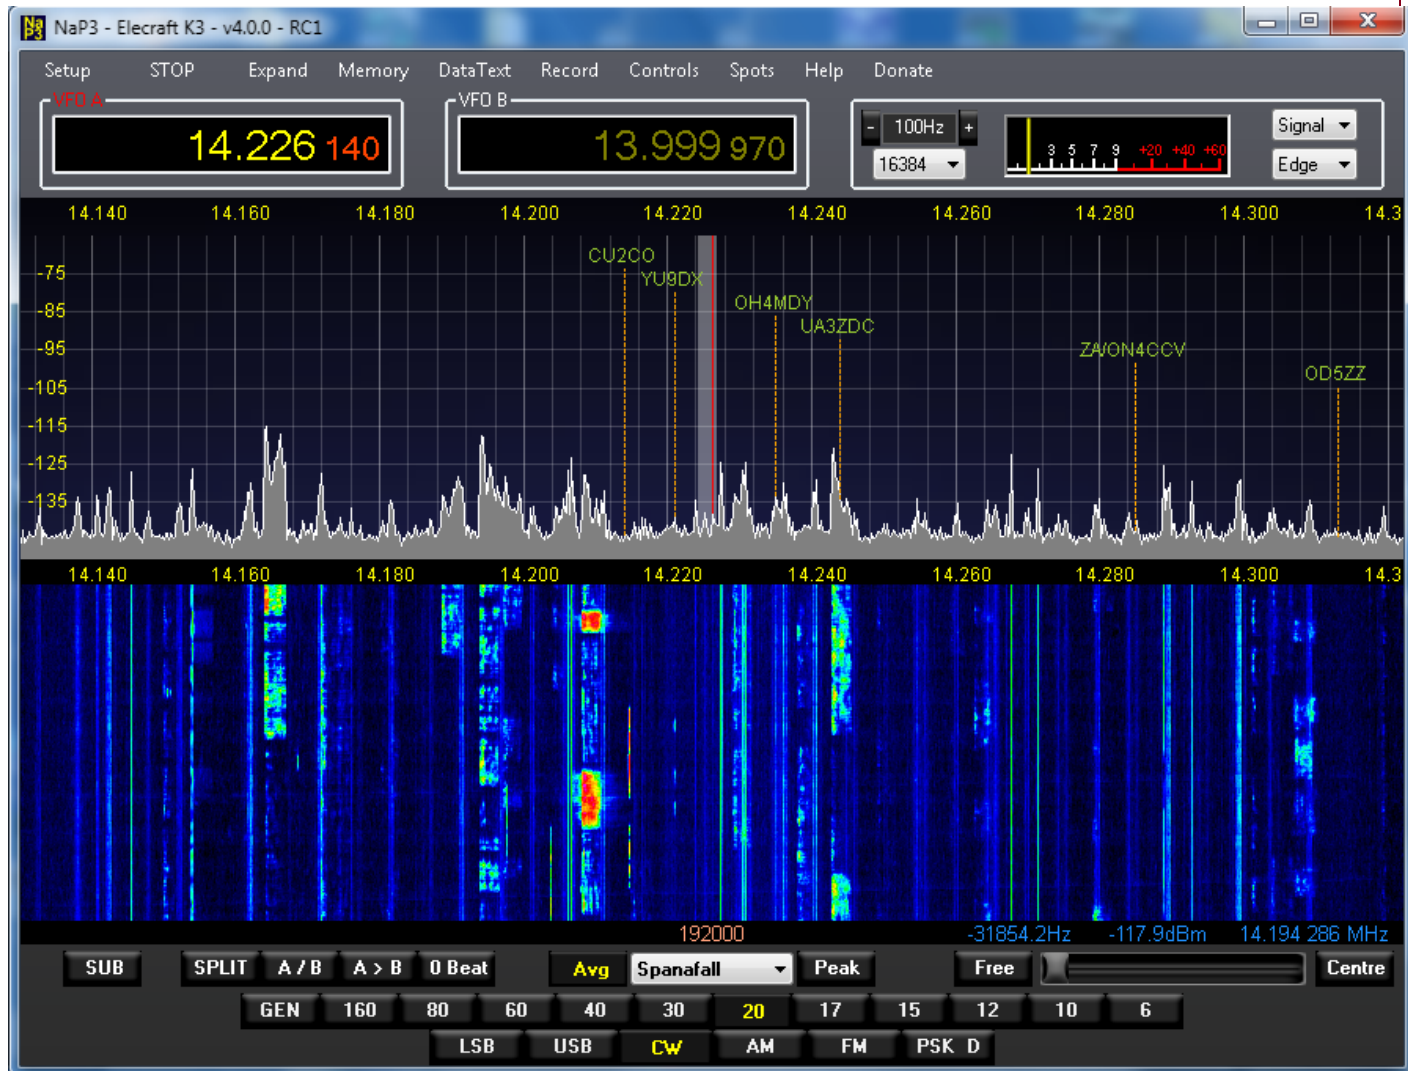 NaP3 - Elecraft K3 - v4.0.0 - RC1
Setup STOP Expand Memory DataText Record Controls Spots Help Donate
VFO A VFO B
14.226 140 13.999 970
- 100Hz +
16384
3 5 7 9 +20 +40 +60
Signal
Edge
14.140 14.160 14.180 14.200 14.220 14.240 14.260 14.280 14.300 14.3
CU2CO
-75
YU9DX
OH4MDY
-85
UA3ZDC
-95
ZA/ON4CCV
OD5ZZ
-105
-115
-125
-135
14.140 14.160 14.180 14.200 14.220 14.240 14.260 14.280 14.300 14.3
192000 -31854.2Hz -117.9dBm 14.194 286 MHz
SUB SPLIT A / B A > B 0 Beat Avg Spanafall Peak Free Centre
GEN 160 80 60 40 30 20 17 15 12 10 6
LSB USB CW AM FM PSK D